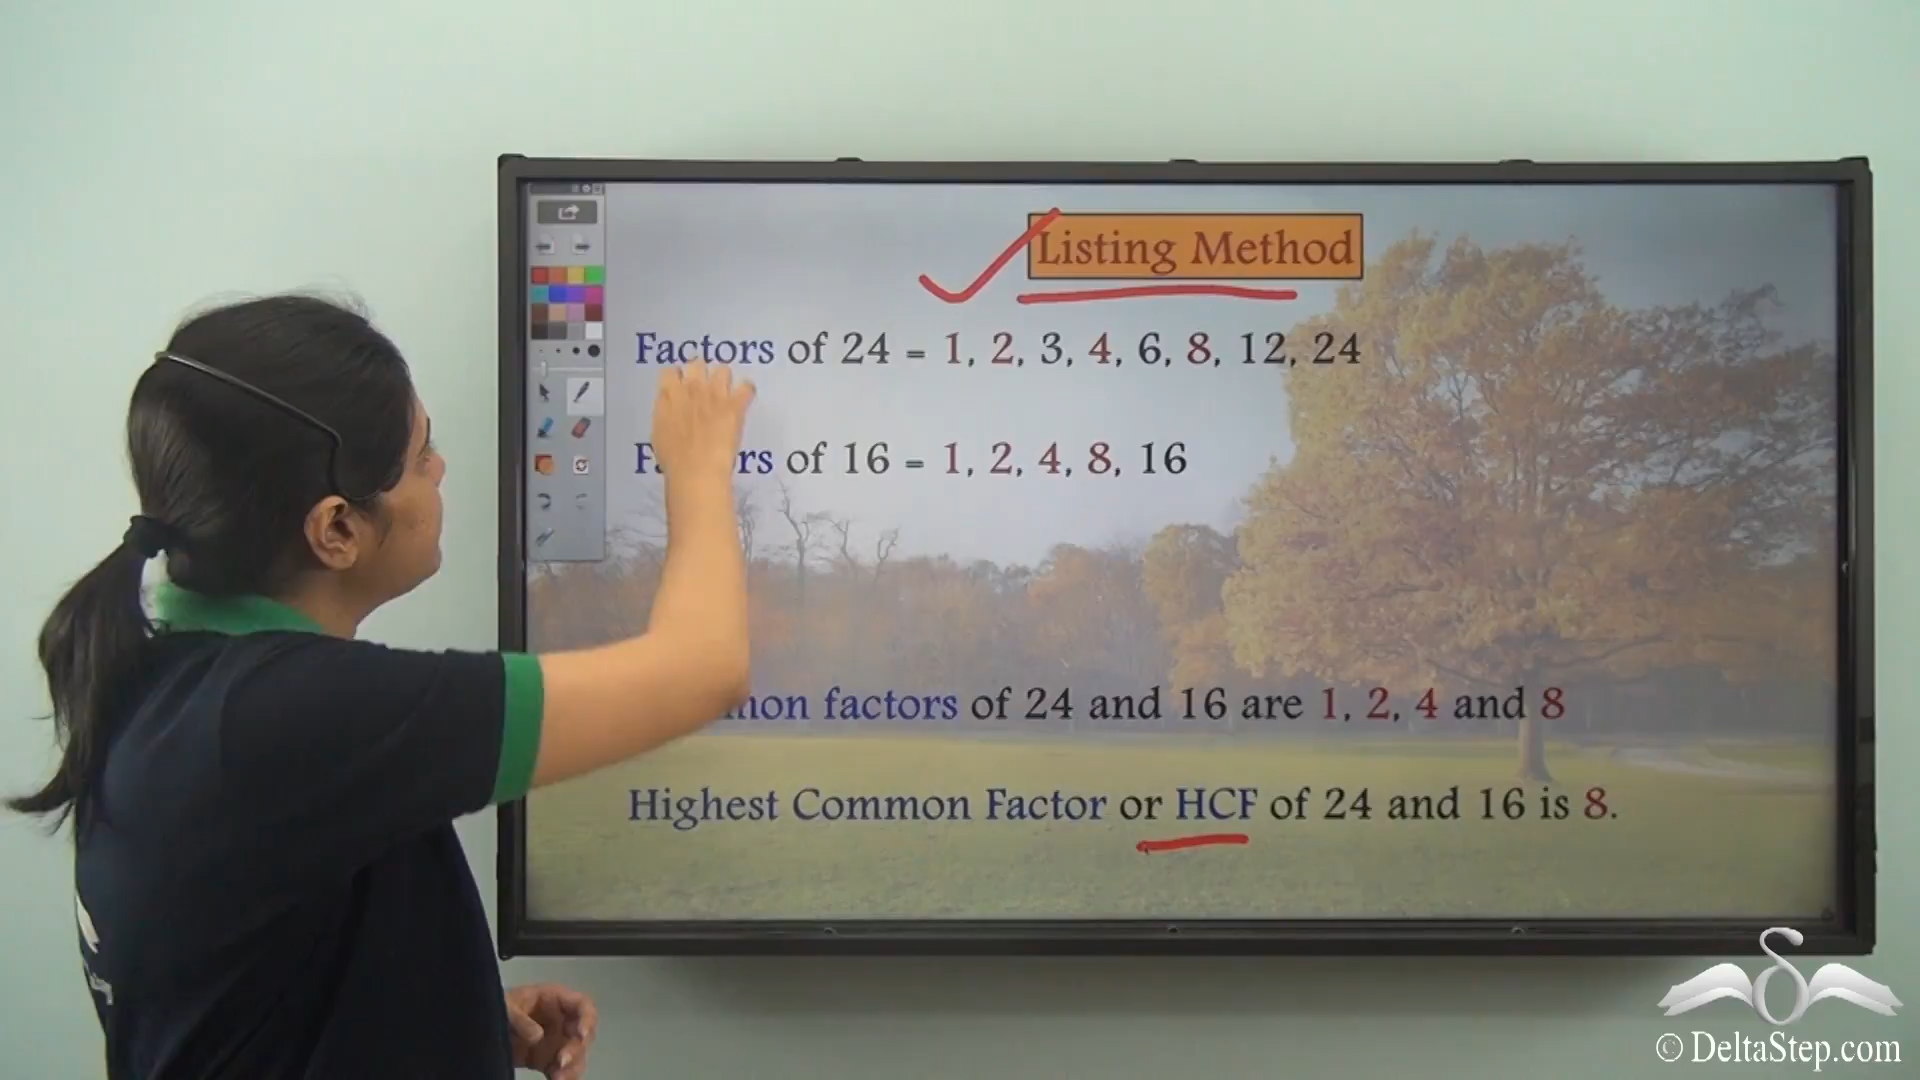 Listing Method
Factors of 24 = 1, 2, 3, 4, 6, 8, 12, 24
of 16 = 1, 2, 4, 8, 16
factors of 24 and 16 are 1, 2, 4 and 8
Highest Common Factor or HCF of 24 and 16 is 8.
© DeltaStep.com